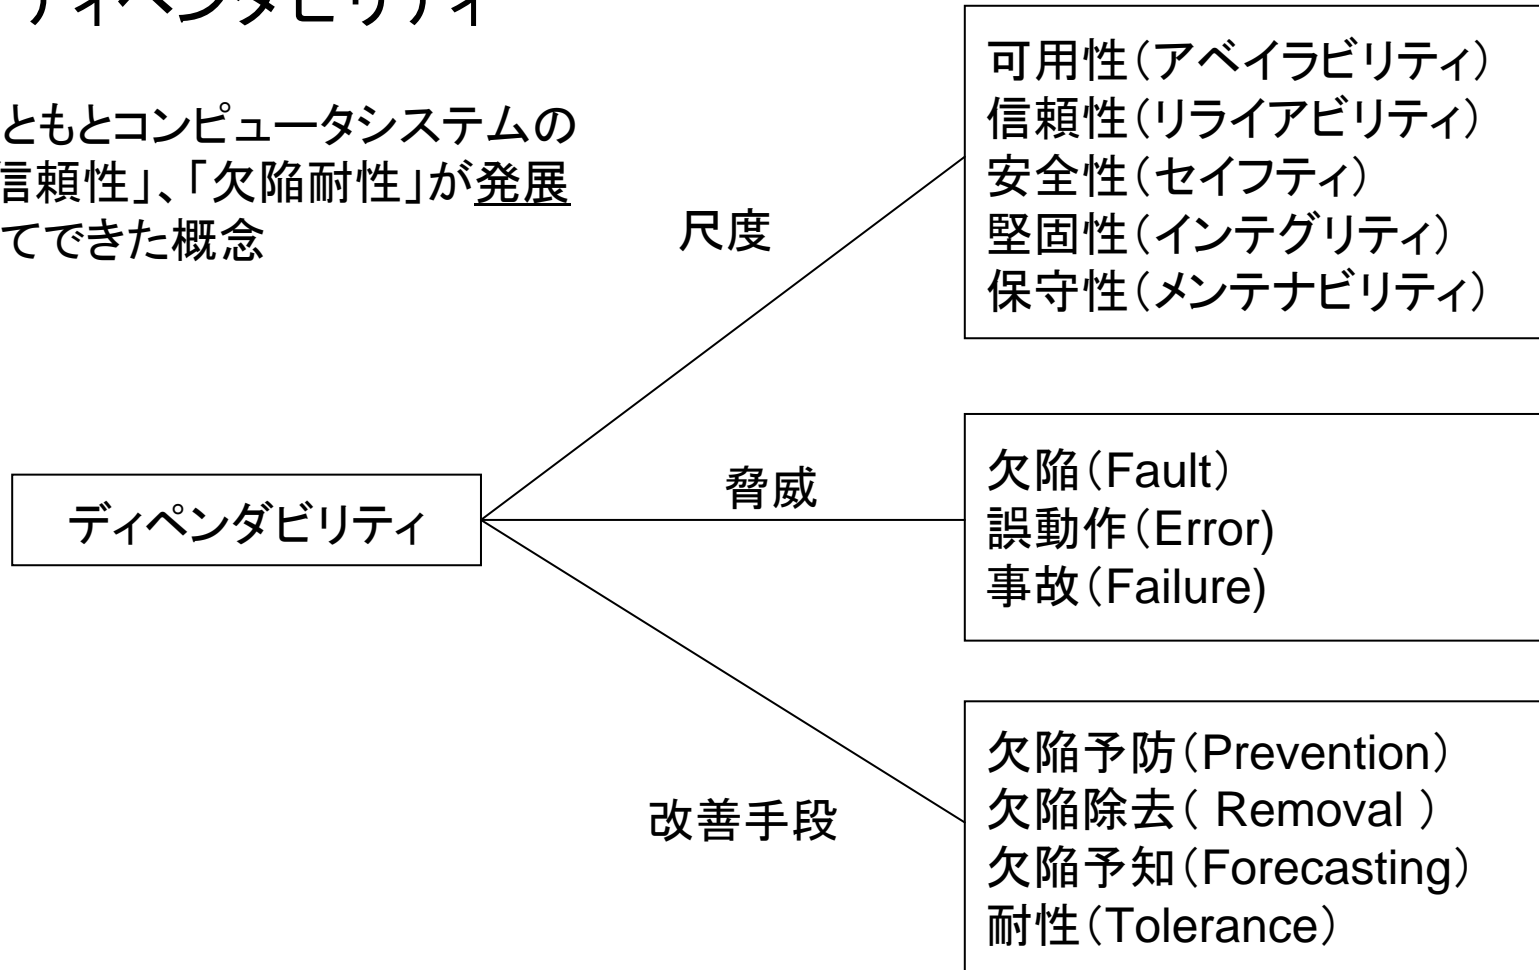 ディペンダビリティ
ともとコンピュータシステムの
信頼性」、「欠陥耐性」が発展
てできた概念
尺度
可用性（アベイラビリティ）
信頼性（リライアビリティ）
安全性（セイフティ）
堅固性（インテグリティ）
保守性（メンテナビリティ）
ディペンダビリティ
脅威
欠陥（Fault）
誤動作（Error)
事故（Failure)
改善手段
欠陥予防（Prevention）
欠陥除去（ Removal ）
欠陥予知（Forecasting）
耐性（Tolerance）